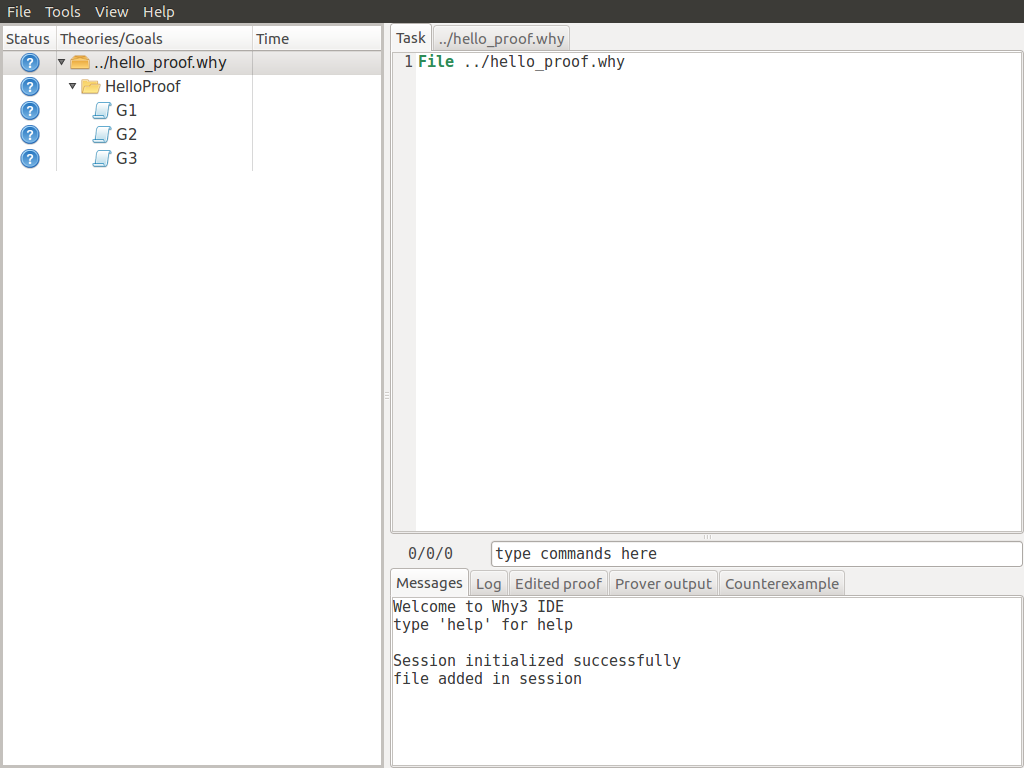 File Tools View Help
Status Theories/Goals Time
../hello_proof.why
HelloProof
G1
G2
G3
Task ../hello_proof.why
1 File ../hello_proof.why
0/0/0 type commands here
Messages Log Edited proof Prover output Counterexample
Welcome to Why3 IDE
type 'help' for help
Session initialized successfully
file added in session